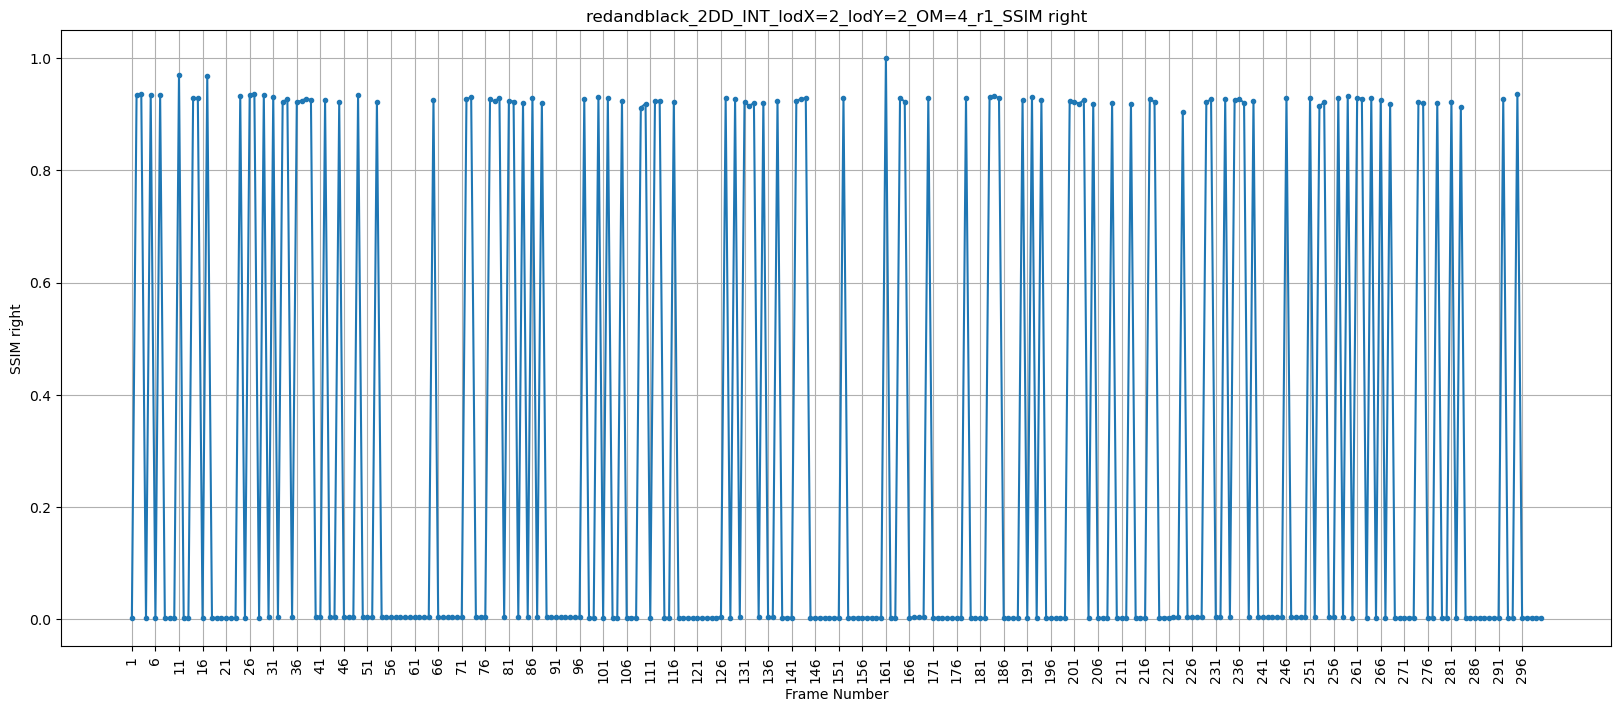 redandblack_2DD_INT_lodX=2_lodY=2_OM=4_r1_SSIM right
1.0
0.8
0.6
0.4
0.2
0.0
SSIM right
1 6 11 16 21 26 31 36 41 46 51 56 61 66 71 76 81 86 91 96 101 106 111 116 121 126 131 136 141 146 151 156 161 166 171 176 181 186 191 196 201 206 211 216 221 226 231 236 241 246 251 256 261 266 271 276 281 286 291 296
Frame Number